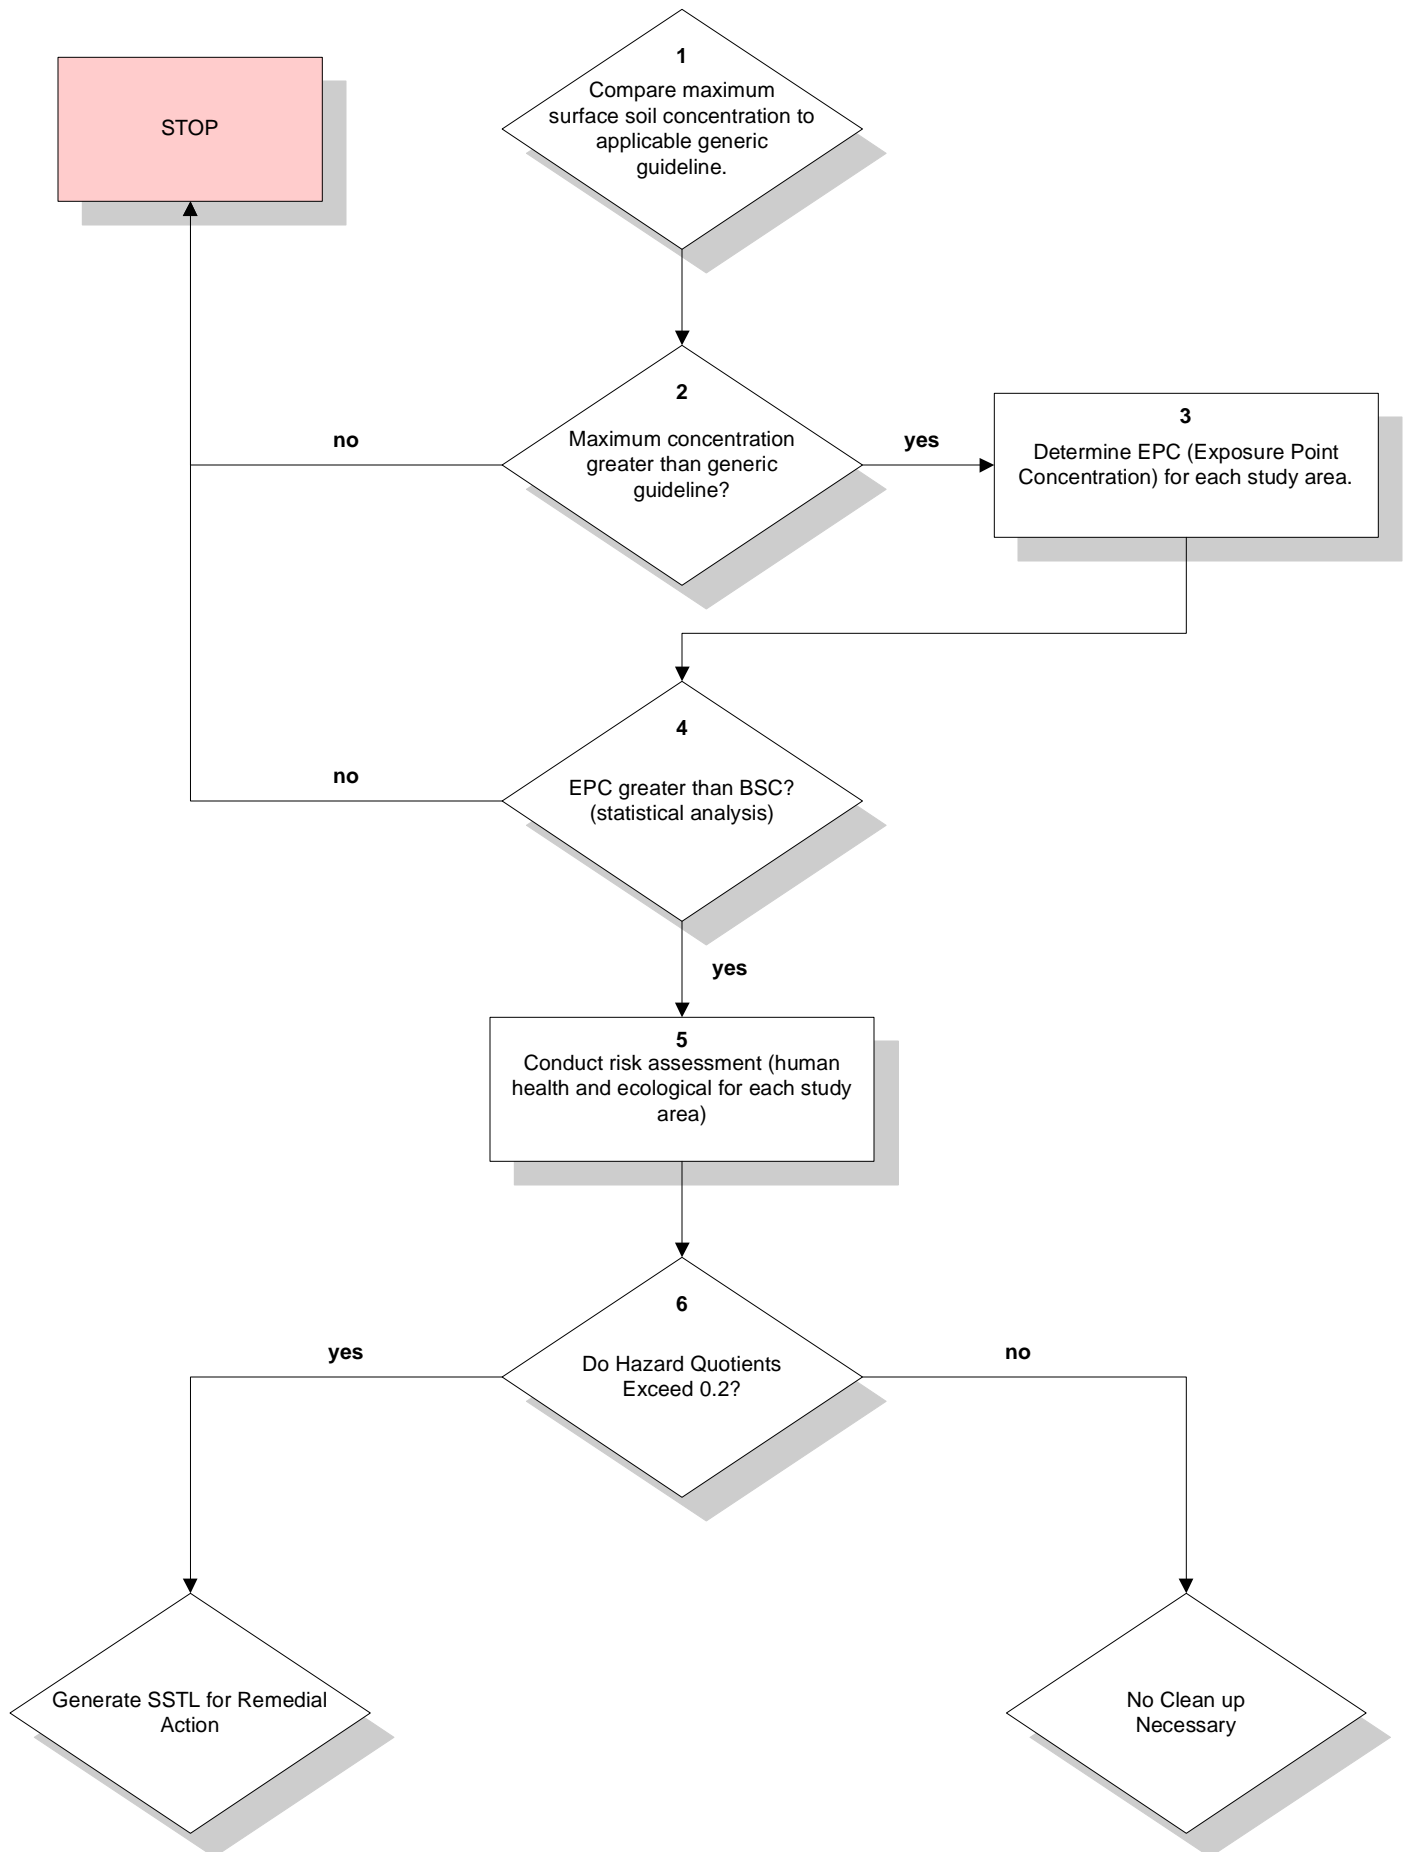 STOP
1
Compare maximum
surface soil concentration to
applicable generic
guideline.
2
Maximum concentration
greater than generic
guideline?
no
yes
3
Determine EPC (Exposure Point
Concentration) for each study area.
4
EPC greater than BSC?
(statistical analysis)
no
yes
5
Conduct risk assessment (human
health and ecological for each study
area)
6
Do Hazard Quotients
Exceed 0.2?
yes
no
Generate SSTL for Remedial
Action
No Clean up
Necessary